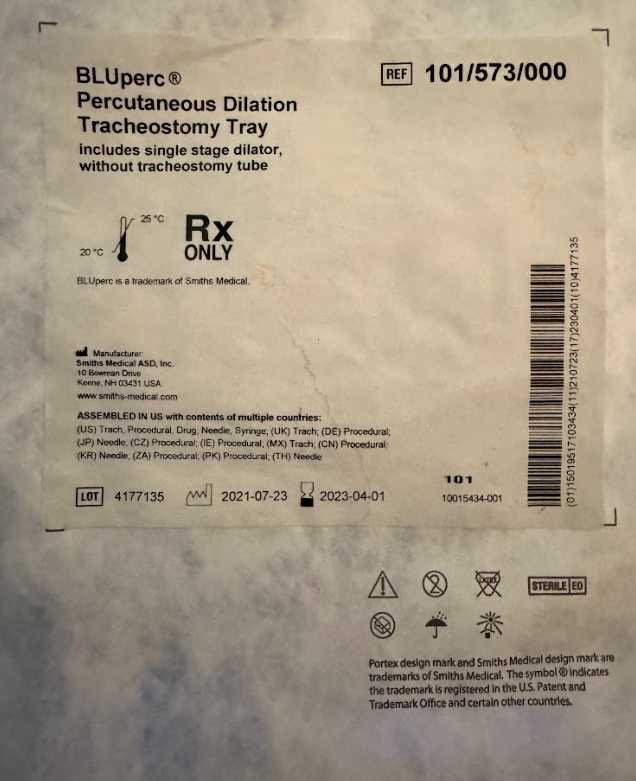 BLUperc®
Percutaneous Dilation
Tracheostomy Tray
includes single stage dilator,
without tracheostomy tube
REF 101/573/000
25 °C
20 °C
Rx
ONLY
BLUperc is a trademark of Smiths Medical.
Manufacturer:
Smiths Medical ASD, Inc.
10 Bowman Drive
Keene, NH 03431 USA
www.smiths-medical.com
ASSEMBLED IN US with contents of multiple countries:
(US) Trach, Procedural, Drug, Needle, Syringe; (UK) Trach; (DE) Procedural;
(JP) Needle, (CZ) Procedural; (IE) Procedural; (MX) Trach; (CN) Procedural;
(KR) Needle, (ZA) Procedural; (PK) Procedural; (TH) Needle
LOT 4177135 2021-07-23 2023-04-01
101
10015434-001
(01)15019517103434(11)210723(17)230401(10)4177135
2
LATEX
STERILE EO
Portex design mark and Smiths Medical design mark are
trademarks of Smiths Medical. The symbol ® indicates
the trademark is registered in the U.S. Patent and
Trademark Office and certain other countries.